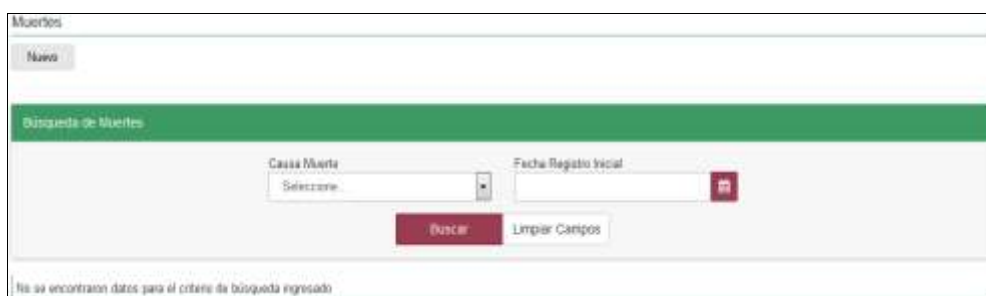 Muertes
Nuevo
Búsqueda de Muertes
Causa Muerte
Fecha Registro Inicial
Seleccione...
Buscar
Limpiar Campos
No se encontraron datos para el criterio de búsqueda ingresado